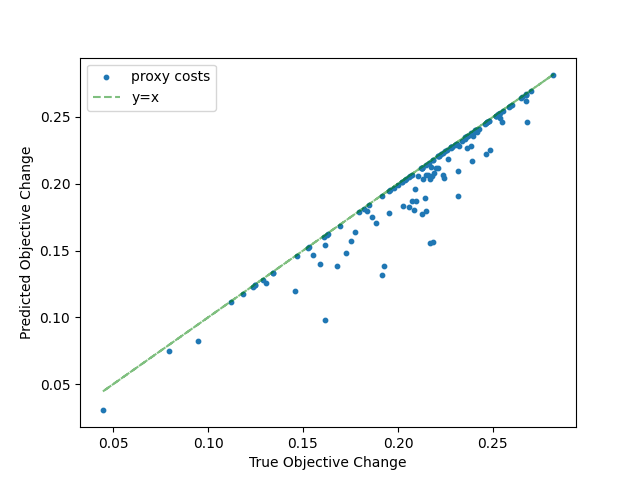 proxy costs
y=x
Predicted Objective Change
0.25
0.20
0.15
0.10
0.05
0.05 0.10 0.15 0.20 0.25
True Objective Change